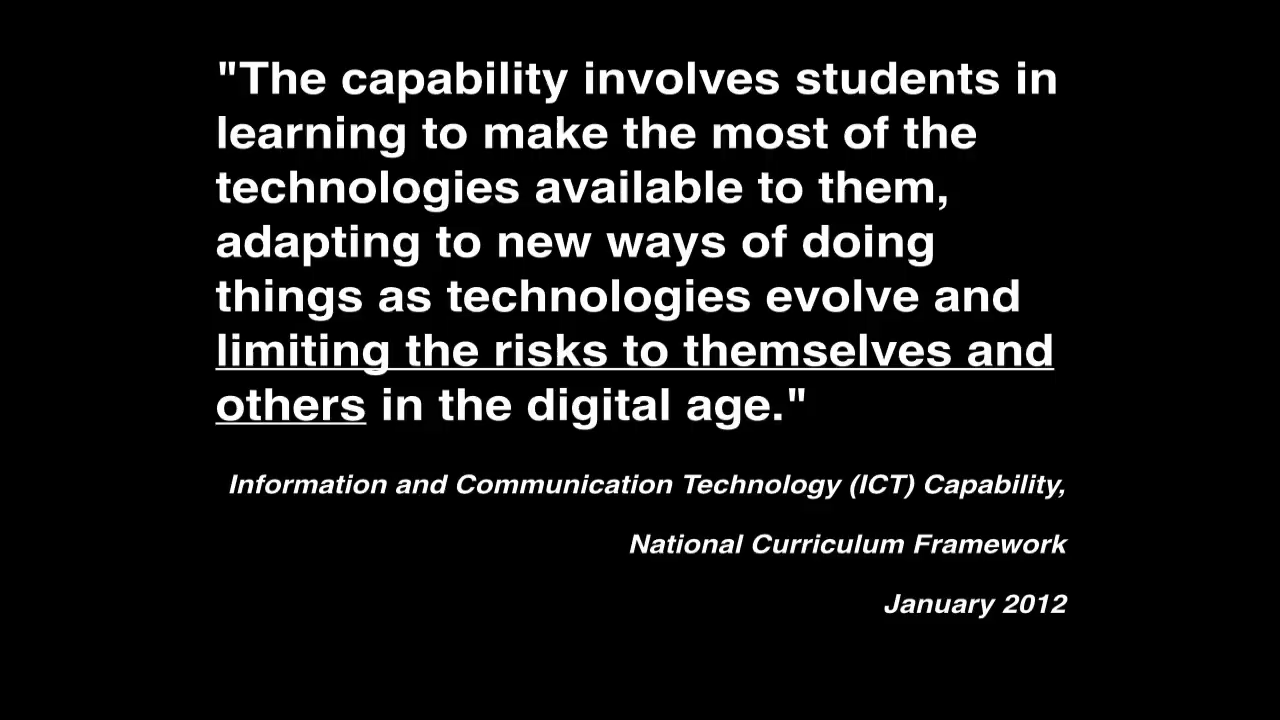 "The capability involves students in
learning to make the most of the
technologies available to them,
adapting to new ways of doing
things as technologies evolve and
limiting the risks to themselves and
others in the digital age."
Information and Communication Technology (ICT) Capability,
National Curriculum Framework
January 2012